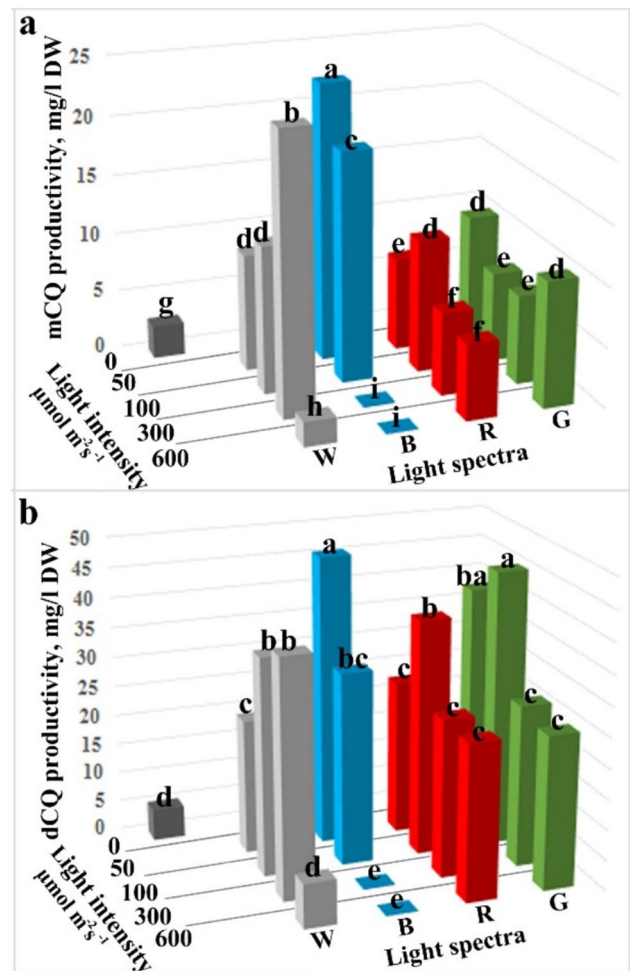 a
mCQ productivity, mg/l DW
25
20
15
10
5
0
a
b
c
d d
g
e
d
f
f
d
e
e
d
h
i
i
0
50
100
300
600
Light intensity
µmol m⁻²s⁻¹
W
B
R
G
Light spectra
b
dCQ productivity, mg/l DW
50
45
40
35
30
25
20
15
10
5
0
a
ba
a
b
b b
bc
c
c
c
c
c
c
d
d
e
e
0
50
100
300
600
Light intensity
µmol m⁻²s⁻¹
W
B
R
G
Light spectra